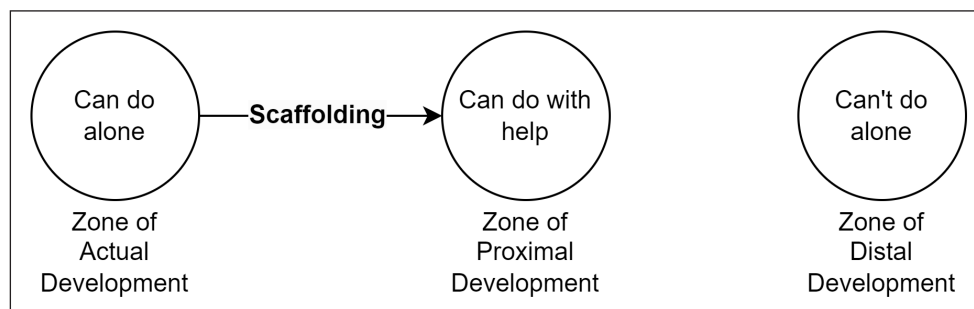 Can do
alone
Scaffolding
Can do with
help
Can't do
alone
Zone of
Actual
Development
Zone of
Proximal
Development
Zone of
Distal
Development